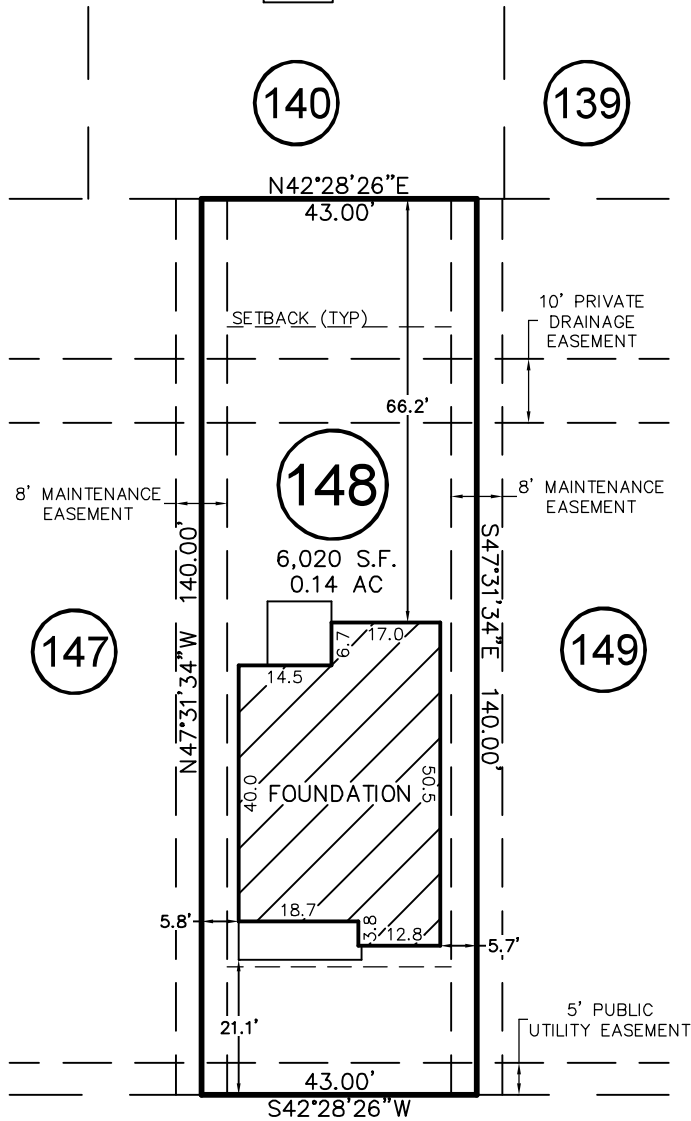 140
139
N42°28'26"E
43.00'
SETBACK (TYP)
10' PRIVATE
DRAINAGE
EASEMENT
66.2'
148
8' MAINTENANCE
EASEMENT
8' MAINTENANCE
EASEMENT
6,020 S.F.
0.14 AC
N47°31'34"W 140.00'
S47°31'34"E 140.00'
147
149
6.7
17.0
14.5
40.0
FOUNDATION
50.5
18.7
3.8
12.8
5.8'
5.7'
21.1'
5' PUBLIC
UTILITY EASEMENT
43.00'
S42°28'26"W